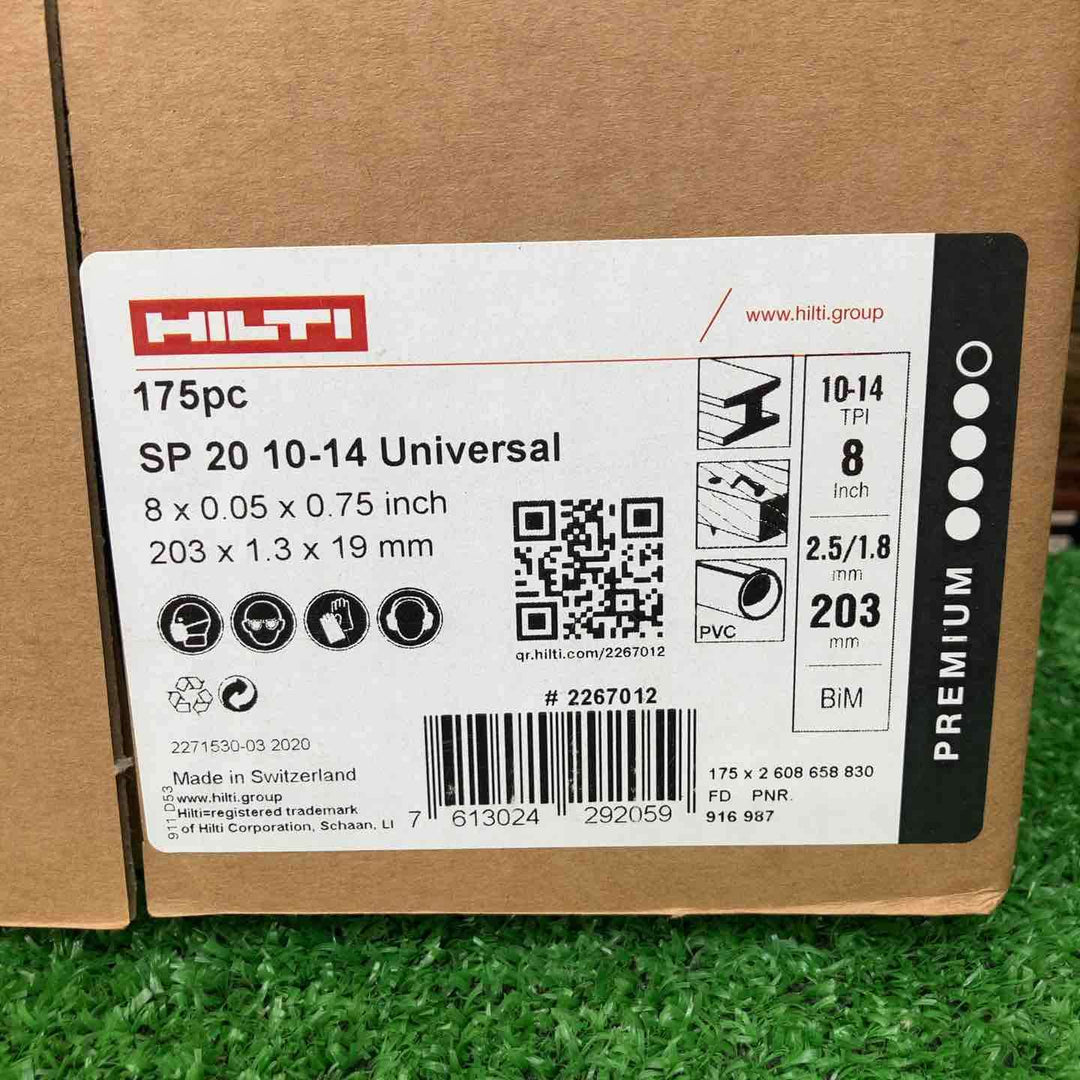 HILTI
www.hilti.group
175pc
SP 20 10-14 Universal
8 x 0.05 x 0.75 inch
203 x 1.3 x 19 mm
qr.hilti.com/2267012
PVC
10-14
TPI
8
Inch
2.5/1.8
mm
203
mm
BiM
PREMIUM
# 2267012
7 613024 292059
2271530-03 2020
Made in Switzerland
www.hilti.group
Hilti=registered trademark
of Hilti Corporation, Schaan, LI
911D53
175 x 2 608 658 830
FD PNR.
916 987